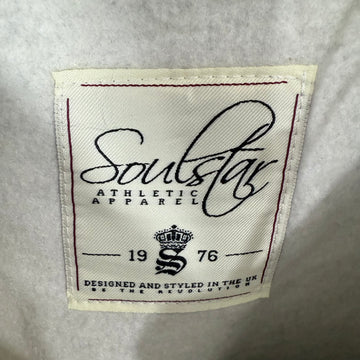 Soulstar
ATHLETIC
APPAREL
19 S 76
DESIGNED AND STYLED IN THE UK
BE THE REVOLUTION